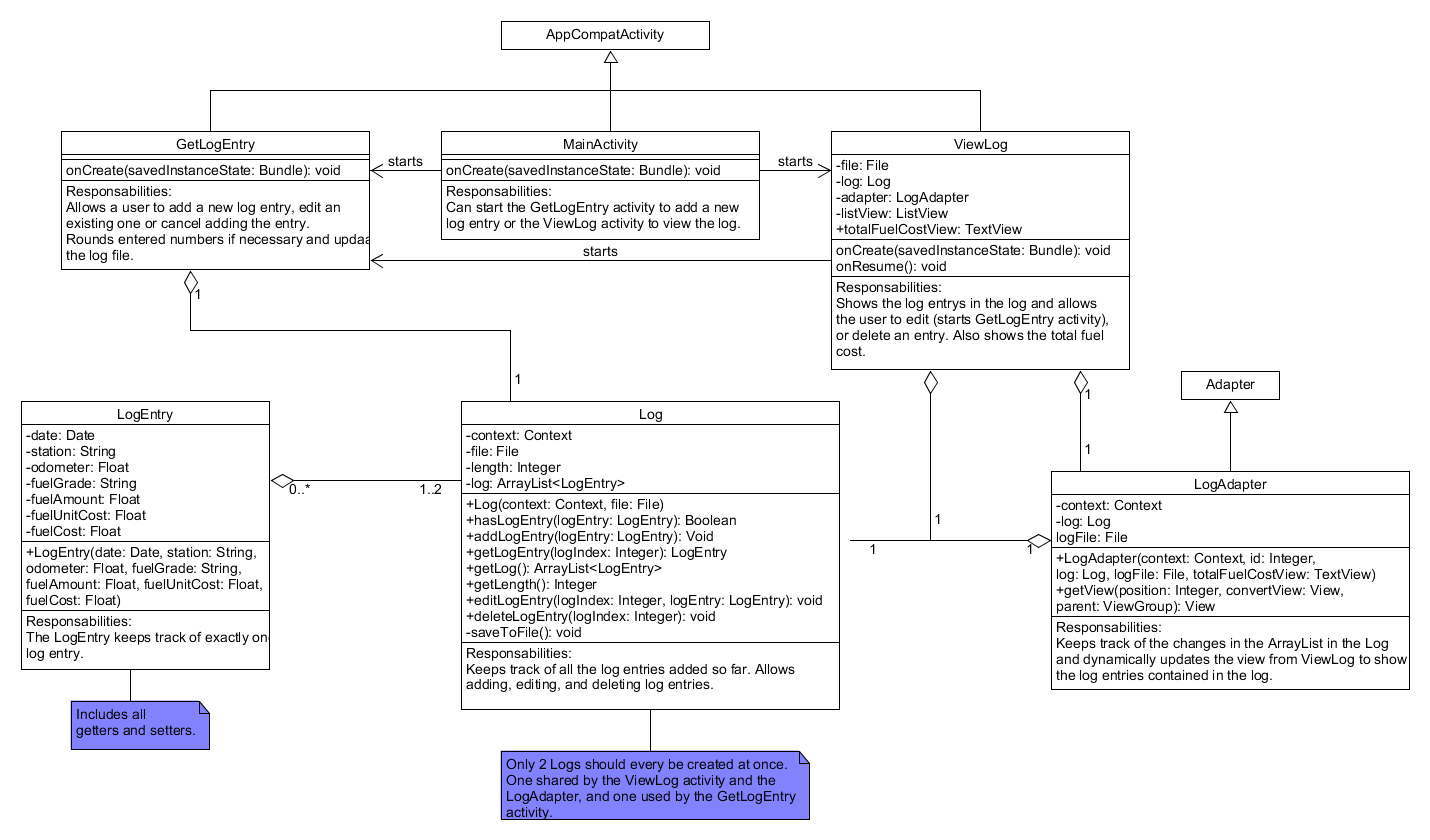 AppCompatActivity
GetLogEntry
onCreate(savedInstanceState: Bundle): void
Responsabilities:
Allows a user to add a new log entry, edit an
existing one or cancel adding the entry.
Rounds entered numbers if necessary and updaa
the log file.
starts
MainActivity
onCreate(savedInstanceState: Bundle): void
Responsabilities:
Can start the GetLogEntry activity to add a new
log entry or the ViewLog activity to view the log.
starts
starts
ViewLog
-file: File
-log: Log
-adapter: LogAdapter
-listView: ListView
+totalFuelCostView: TextView
onCreate(savedInstanceState: Bundle): void
onResume(): void
Responsabilities:
Shows the log entrys in the log and allows
the user to edit (starts GetLogEntry activity),
or delete an entry. Also shows the total fuel
cost.
1
1
1
1
Adapter
LogEntry
-date: Date
-station: String
-odometer: Float
-fuelGrade: String
-fuelAmount: Float
-fuelUnitCost: Float
-fuelCost: Float
+LogEntry(date: Date, station: String,
odometer: Float, fuelGrade: String,
fuelAmount: Float, fuelUnitCost: Float,
fuelCost: Float)
Responsabilities:
The LogEntry keeps track of exactly one
log entry.
Includes all
getters and setters.
0..*
1..2
Log
-context: Context
-file: File
-length: Integer
-log: ArrayList<LogEntry>
+Log(context: Context, file: File)
+hasLogEntry(logEntry: LogEntry): Boolean
+addLogEntry(logEntry: LogEntry): Void
+getLogEntry(logIndex: Integer): LogEntry
+getLog(): ArrayList<LogEntry>
+getLength(): Integer
+editLogEntry(logIndex: Integer, logEntry: LogEntry): void
+deleteLogEntry(logIndex: Integer): void
-saveToFile(): void
Responsabilities:
Keeps track of all the log entries added so far. Allows
adding, editing, and deleting log entries.
Only 2 Logs should every be created at once.
One shared by the ViewLog activity and the
LogAdapter, and one used by the GetLogEntry
activity.
1
1
1
LogAdapter
-context: Context
-log: Log
logFile: File
+LogAdapter(context: Context, id: Integer,
log: Log, logFile: File, totalFuelCostView: TextView)
+getView(position: Integer, convertView: View,
parent: ViewGroup): View
Responsabilities:
Keeps track of the changes in the ArrayList in the Log
and dynamically updates the view from ViewLog to show
the log entries contained in the log.